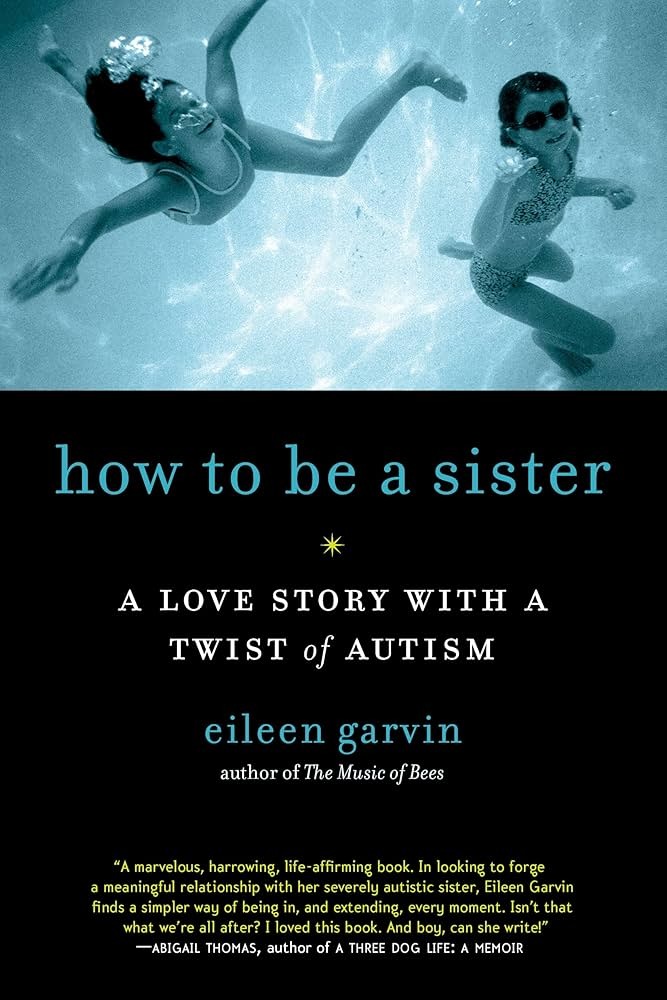 how to be a sister
A LOVE STORY WITH A
TWIST of AUTISM
eileen garvin
author of The Music of Bees
“A marvelous, harrowing, life-affirming book. In looking to forge
a meaningful relationship with her severely autistic sister, Eileen Garvin
finds a simpler way of being in, and extending, every moment. Isn’t that
what we’re all after? I loved this book. And boy, can she write!”
—ABIGAIL THOMAS, author of A THREE DOG LIFE: A MEMOIR